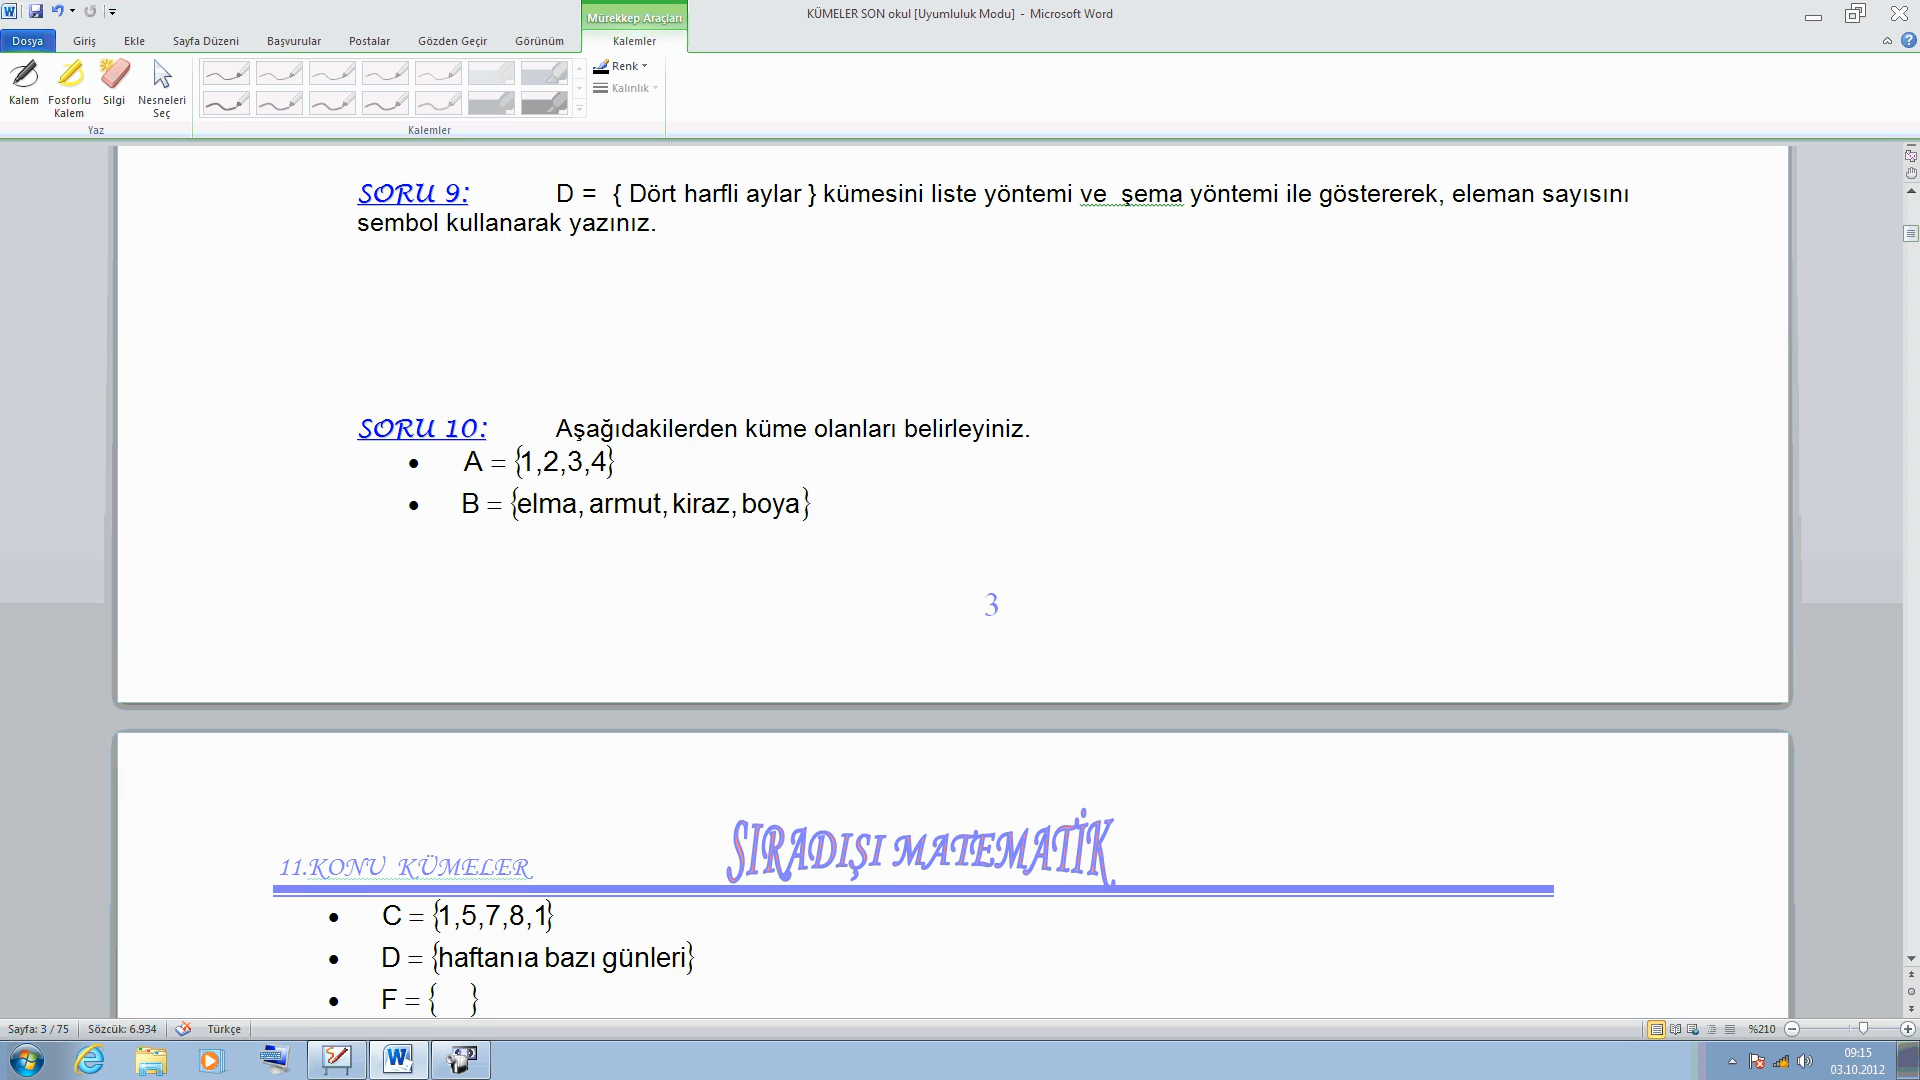 KÜMELER SON okul [Uyumluluk Modu] - Microsoft Word
Mürekkep Araçları
Dosya Giriş Ekle Sayfa Düzeni Başvurular Postalar Gözden Geçir Görünüm Kalemler
Kalem Fosforlu Kalem Silgi Nesneleri Seç
Renk
Kalınlık
Yaz Kalemler
SORU 9: D = { Dört harfli aylar } kümesini liste yöntemi ve şema yöntemi ile göstererek, eleman sayısını
sembol kullanarak yazınız.
SORU 10: Aşağıdakilerden küme olanları belirleyiniz.
• A = {1,2,3,4}
• B = {elma, armut, kiraz, boya}
3
SIRADIŞI MATEMATİK
11.KONU KÜMELER
• C = {1,5,7,8,1}
• D = {haftanıa bazı günleri}
• F = { }
Sayfa: 3 / 75 Sözcük: 6.934 Türkçe %210
09:15
03.10.2012